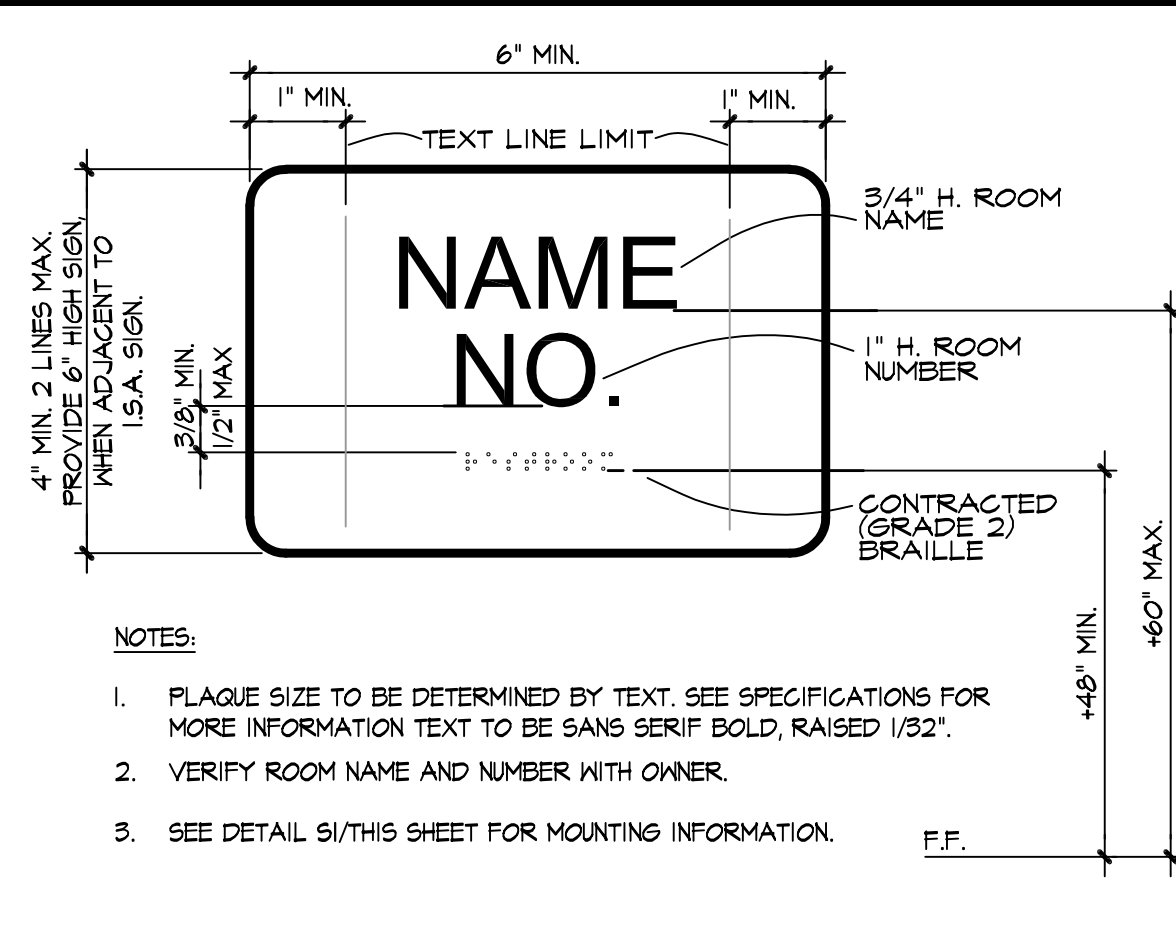 6" MIN.
1" MIN.
1" MIN.
TEXT LINE LIMIT
3/4" H. ROOM
NAME
NAME
NO.
1" H. ROOM
NUMBER
4" MIN. 2 LINES MAX.
PROVIDE 6" HIGH SIGN,
WHEN ADJACENT TO
I.S.A. SIGN.
3/8" MIN.
1/2" MAX
CONTRACTED
(GRADE 2)
BRAILLE
+48" MIN.
+60" MAX.
NOTES:
1. PLAQUE SIZE TO BE DETERMINED BY TEXT. SEE SPECIFICATIONS FOR
MORE INFORMATION TEXT TO BE SANS SERIF BOLD, RAISED 1/32".
2. VERIFY ROOM NAME AND NUMBER WITH OWNER.
3. SEE DETAIL S1/THIS SHEET FOR MOUNTING INFORMATION.
F.F.